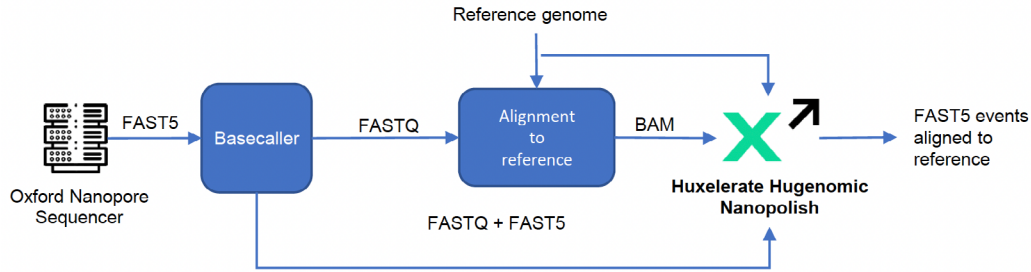 Reference genome
FAST5
Basecaller
FASTQ
Alignment
to
reference
BAM
FAST5 events
aligned to
reference
Oxford Nanopore
Sequencer
Huxelerate Hugenomic
Nanopolish
FASTQ + FAST5